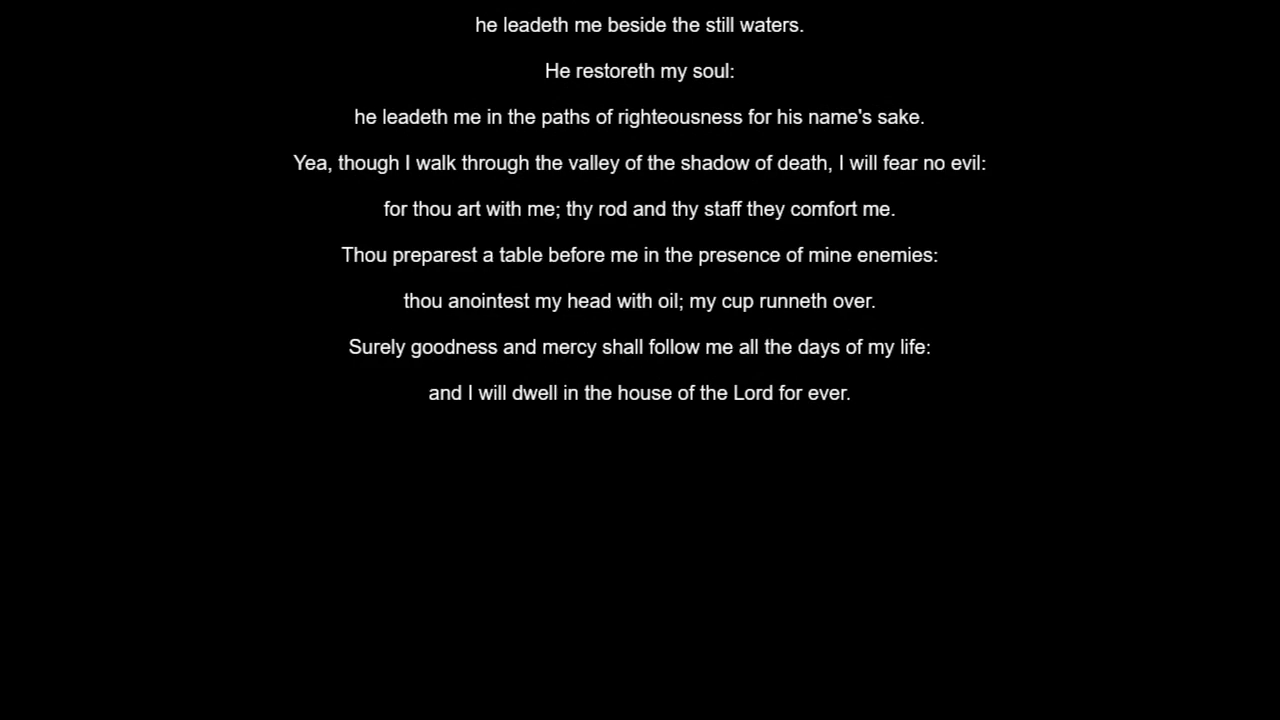 he leadeth me beside the still waters.
He restoreth my soul:
he leadeth me in the paths of righteousness for his name's sake.
Yea, though I walk through the valley of the shadow of death, I will fear no evil:
for thou art with me; thy rod and thy staff they comfort me.
Thou preparest a table before me in the presence of mine enemies:
thou anointest my head with oil; my cup runneth over.
Surely goodness and mercy shall follow me all the days of my life:
and I will dwell in the house of the Lord for ever.